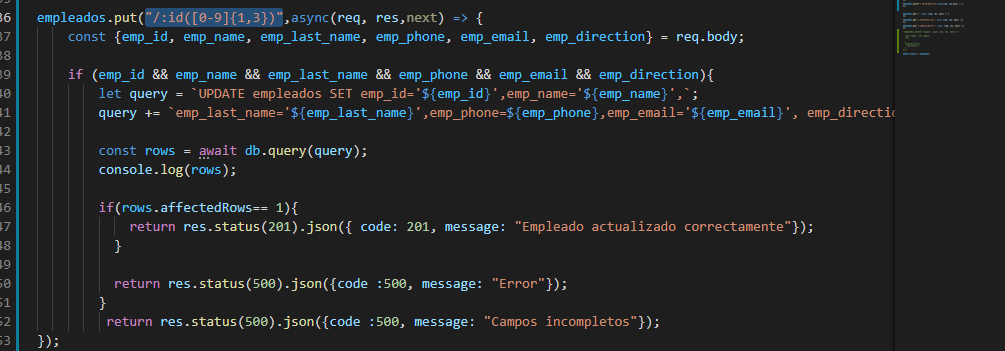 empleados.put("/:id([0-9]{1,3})",async(req, res,next) => {
37 const {emp_id, emp_name, emp_last_name, emp_phone, emp_email, emp_direction} = req.body;
38
39 if (emp_id && emp_name && emp_last_name && emp_phone && emp_email && emp_direction){
40 let query = `UPDATE empleados SET emp_id='${emp_id}',emp_name='${emp_name}',`;
41 query += `emp_last_name='${emp_last_name}',emp_phone=${emp_phone},emp_email='${emp_email}', emp_directio
42
43 const rows = await db.query(query);
44 console.log(rows);
45
46 if(rows.affectedRows== 1){
47 return res.status(201).json({ code: 201, message: "Empleado actualizado correctamente"});
48 }
49
50 return res.status(500).json({code :500, message: "Error"});
51 }
52 return res.status(500).json({code :500, message: "Campos incompletos"});
53 });